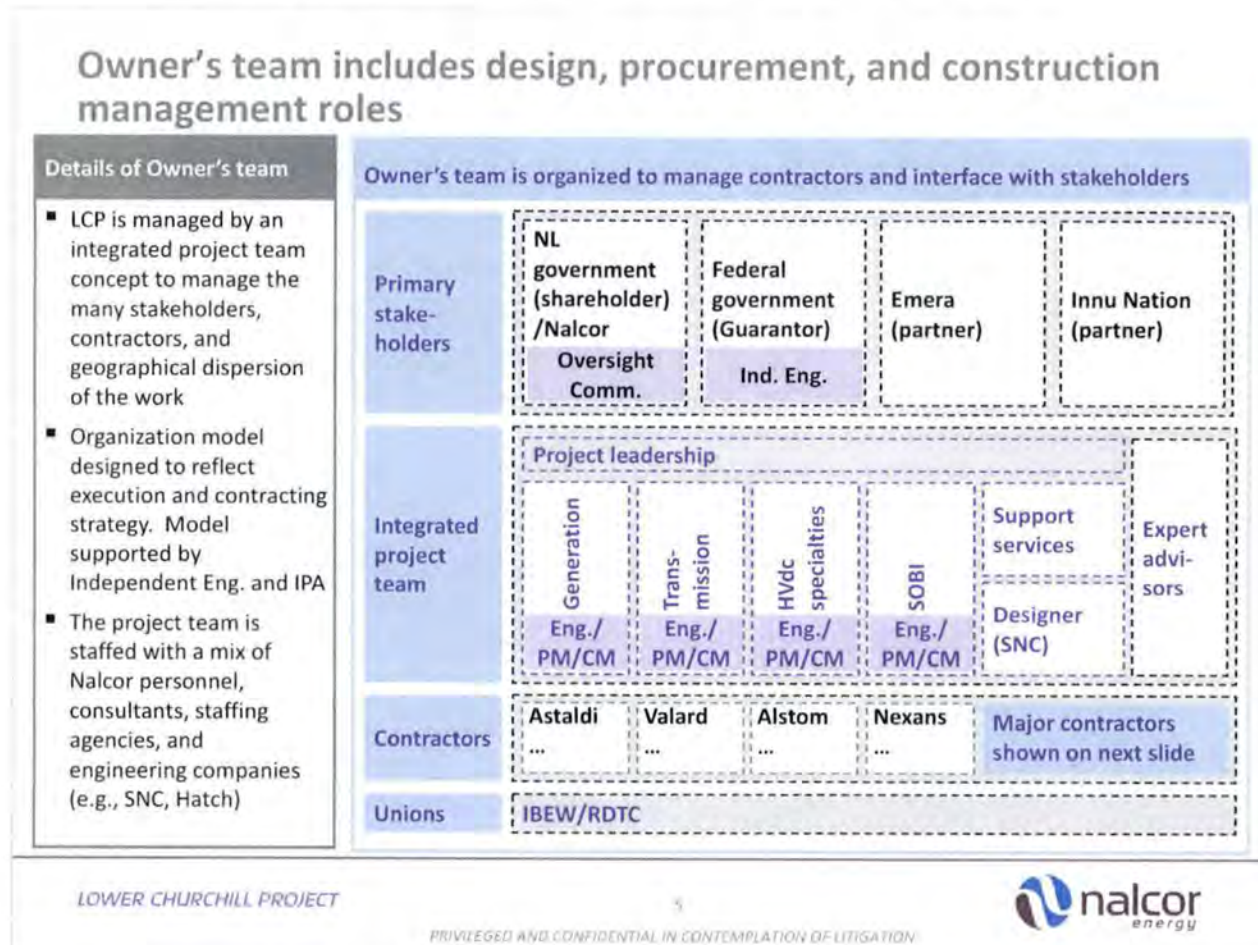 Owner's team includes design, procurement, and construction
management roles
Details of Owner's team
▪ LCP is managed by an
integrated project team
concept to manage the
many stakeholders,
contractors, and
geographical dispersion
of the work
▪ Organization model
designed to reflect
execution and contracting
strategy. Model
supported by
Independent Eng. and IPA
▪ The project team is
staffed with a mix of
Nalcor personnel,
consultants, staffing
agencies, and
engineering companies
(e.g., SNC, Hatch)
Owner's team is organized to manage contractors and interface with stakeholders
Primary
stake-
holders
NL
government
(shareholder)
/Nalcor
Oversight
Comm.
Federal
government
(Guarantor)
Ind. Eng.
Emera
(partner)
Innu Nation
(partner)
Integrated
project
team
Project leadership
Generation
Eng./
PM/CM
Trans-
mission
Eng./
PM/CM
HVdc
specialties
Eng./
PM/CM
SOBI
Eng./
PM/CM
Support
services
Designer
(SNC)
Expert
advi-
sors
Contractors
Astaldi
...
Valard
...
Alstom
...
Nexans
...
Major contractors
shown on next slide
Unions
IBEW/RDTC
LOWER CHURCHILL PROJECT
5
nalcor
energy
PRIVILEGED AND CONFIDENTIAL IN CONTEMPLATION OF LITIGATION